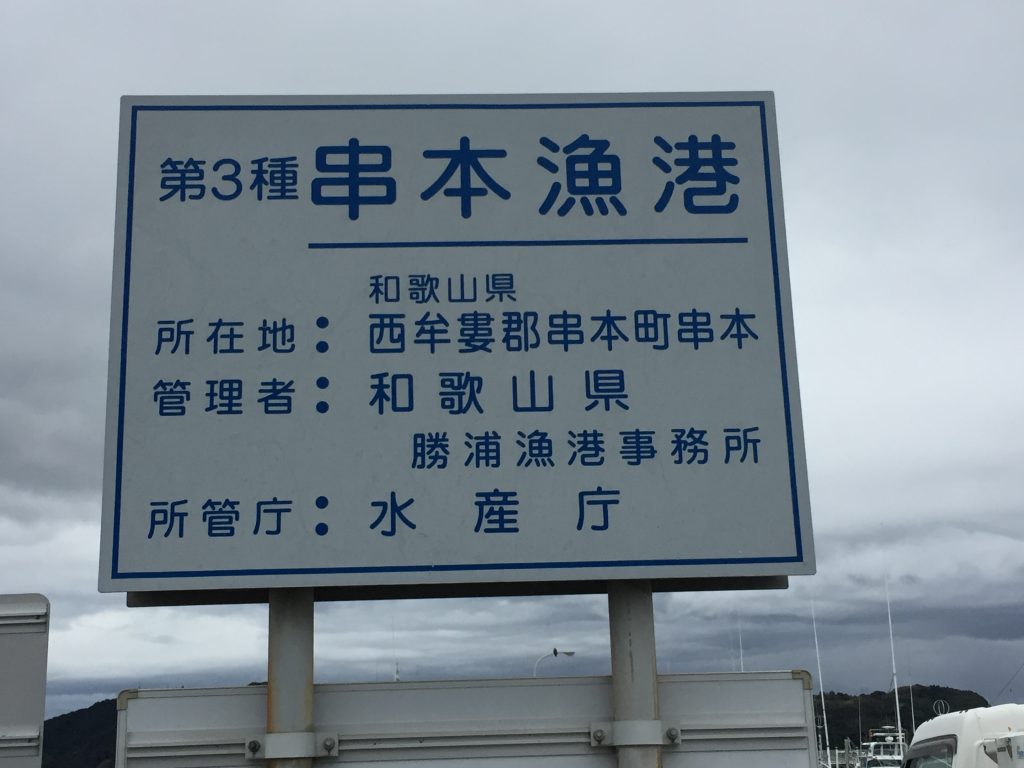 第3種 串本漁港
和歌山県
所在地：西牟婁郡串本町串本
管理者：和歌山県
勝浦漁港事務所
所管庁：水産庁